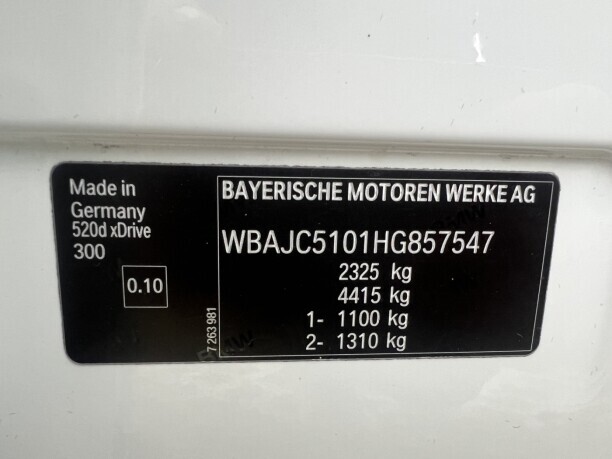 Made in
Germany
520d xDrive
300
0.10
7 263 981
BAYERISCHE MOTOREN WERKE AG
WBAJC5101HG857547
2325 kg
4415 kg
1- 1100 kg
2- 1310 kg